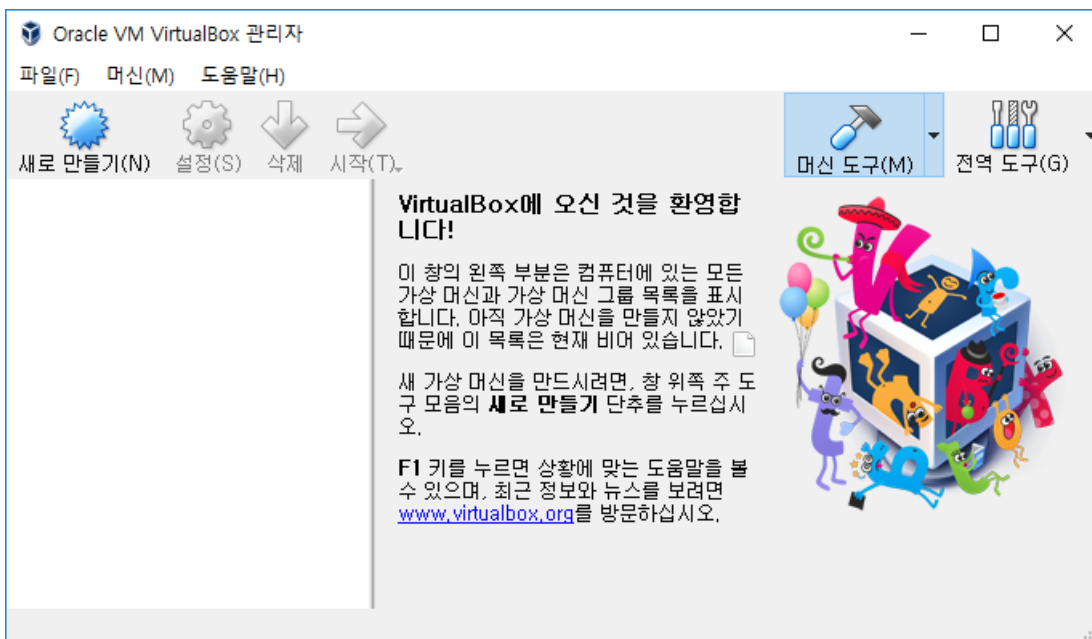 Oracle VM VirtualBox 관리자
파일(F) 머신(M) 도움말(H)
새로 만들기(N) 설정(S) 삭제 시작(T) 머신 도구(M) 전역 도구(G)
VirtualBox에 오신 것을 환영합
니다!
이 창의 왼쪽 부분은 컴퓨터에 있는 모든
가상 머신과 가상 머신 그룹 목록을 표시
합니다. 아직 가상 머신을 만들지 않았기
때문에 이 목록은 현재 비어 있습니다.
새 가상 머신을 만드시려면, 창 위쪽 주 도
구 모음의 새로 만들기 단추를 누르십시
오.
F1 키를 누르면 상황에 맞는 도움말을 볼
수 있으며, 최근 정보와 뉴스를 보려면
www.virtualbox.org를 방문하십시오.